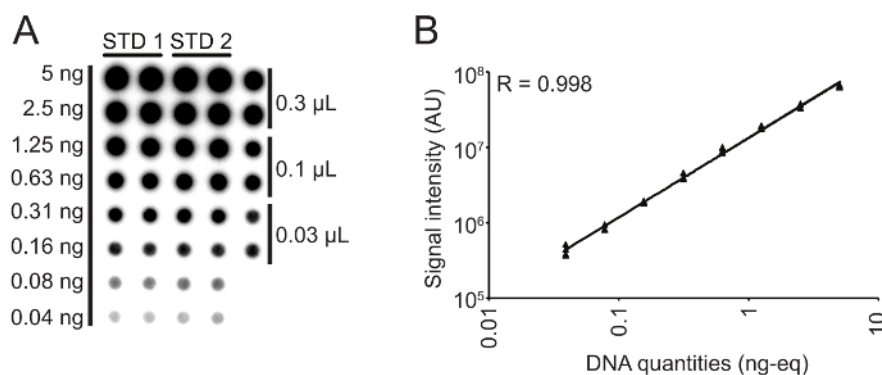 A
STD 1 STD 2
5 ng
2.5 ng
1.25 ng
0.63 ng
0.31 ng
0.16 ng
0.08 ng
0.04 ng
0.3 µL
0.1 µL
0.03 µL
B
R = 0.998
Signal intensity (AU)
10⁸
10⁷
10⁶
10⁵
0.01
0.1
1
10
DNA quantities (ng-eq)